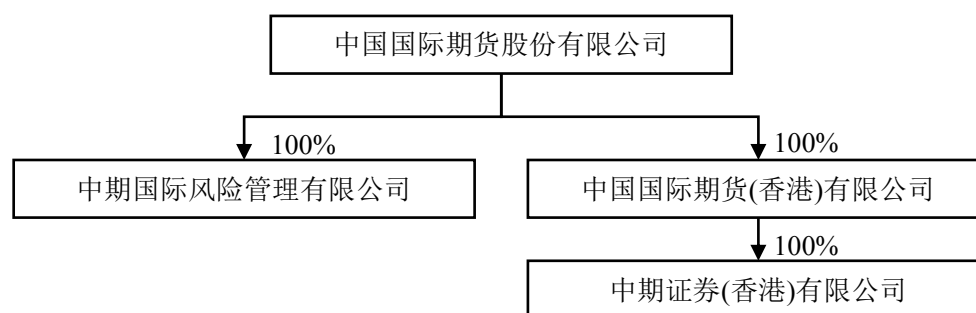 中国国际期货股份有限公司
100%
100%
中期国际风险管理有限公司
中国国际期货(香港)有限公司
100%
中期证券(香港)有限公司